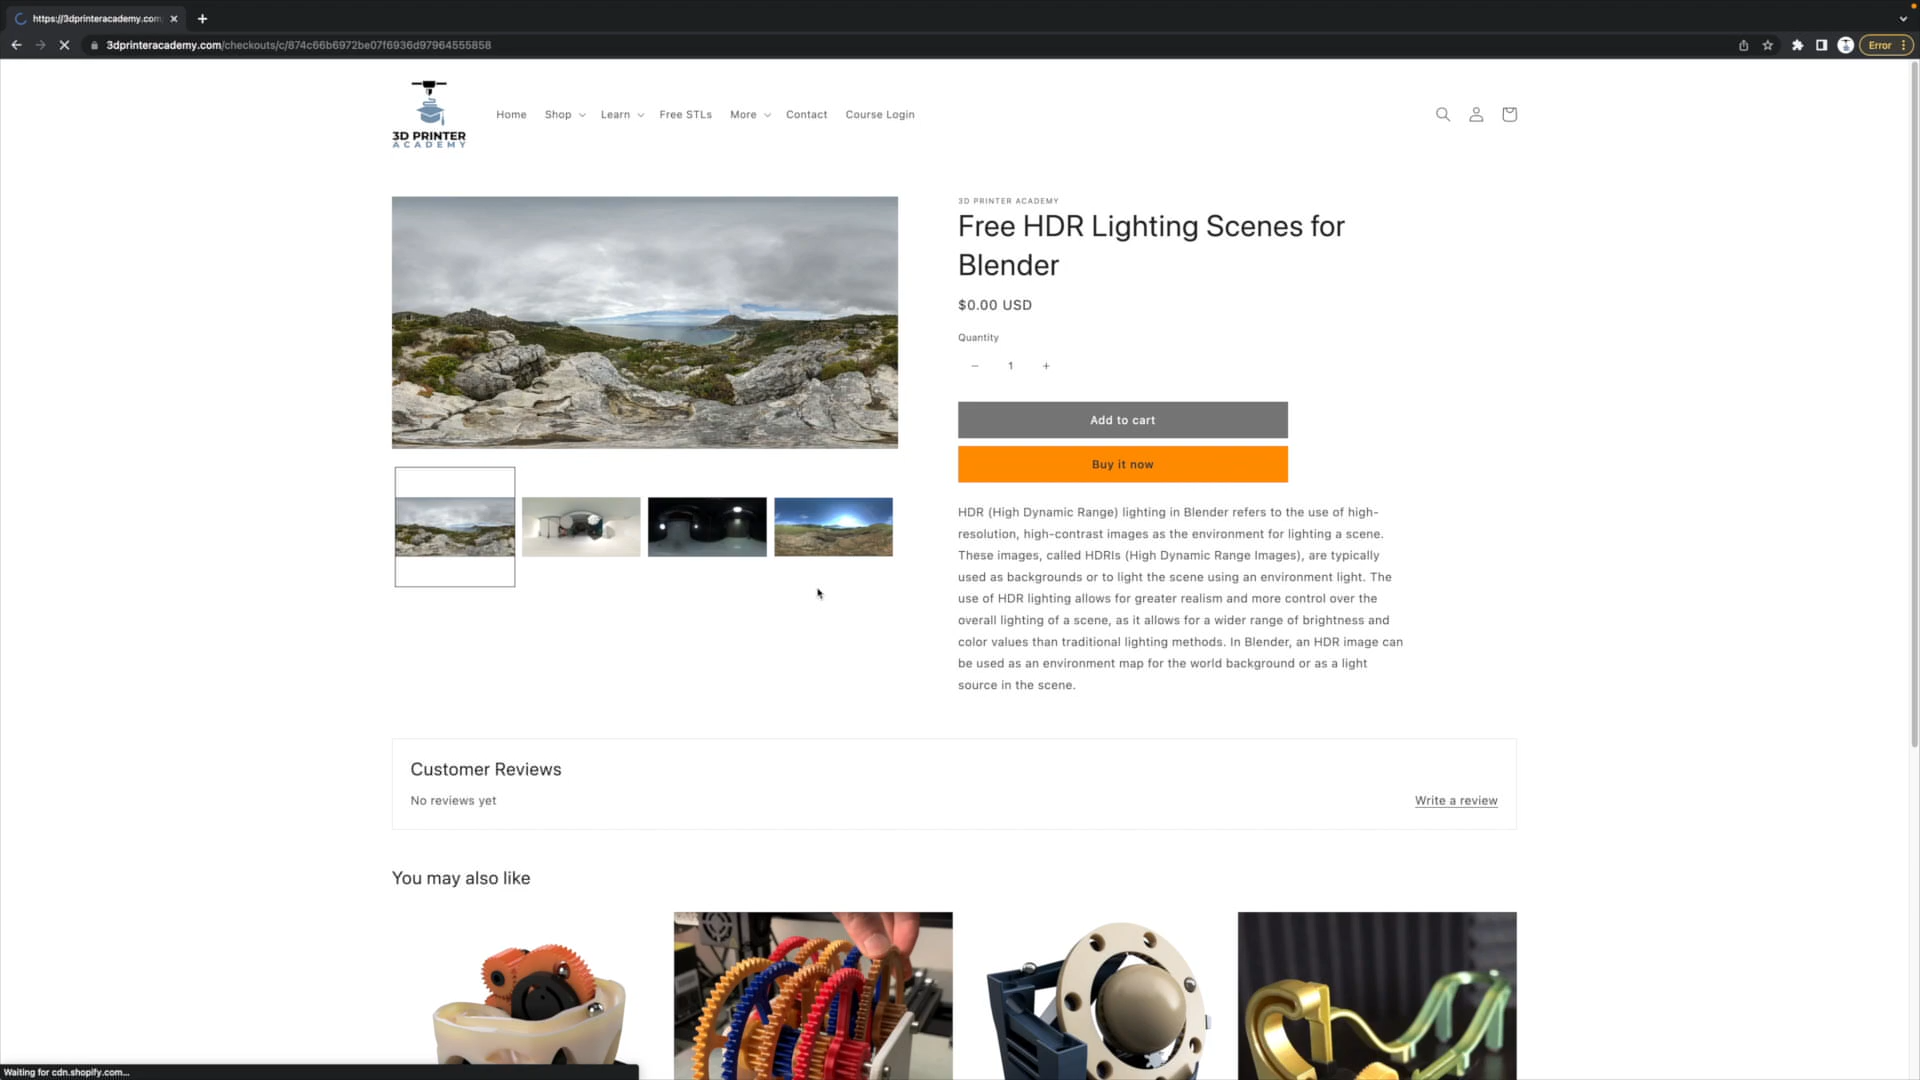 https://3dprinteracademy.com
3dprinteracademy.com/checkouts/c/874c66b6972be07f6936d97964555858
Error
3D PRINTER
ACADEMY
Home
Shop
Learn
Free STLs
More
Contact
Course Login
3D PRINTER ACADEMY
Free HDR Lighting Scenes for
Blender
$0.00 USD
Quantity
1
Add to cart
Buy it now
HDR (High Dynamic Range) lighting in Blender refers to the use of high-
resolution, high-contrast images as the environment for lighting a scene.
These images, called HDRIs (High Dynamic Range Images), are typically
used as backgrounds or to light the scene using an environment light. The
use of HDR lighting allows for greater realism and more control over the
overall lighting of a scene, as it allows for a wider range of brightness and
color values than traditional lighting methods. In Blender, an HDR image can
be used as an environment map for the world background or as a light
source in the scene.
Customer Reviews
No reviews yet
Write a review
You may also like
Waiting for cdn.shopify.com...